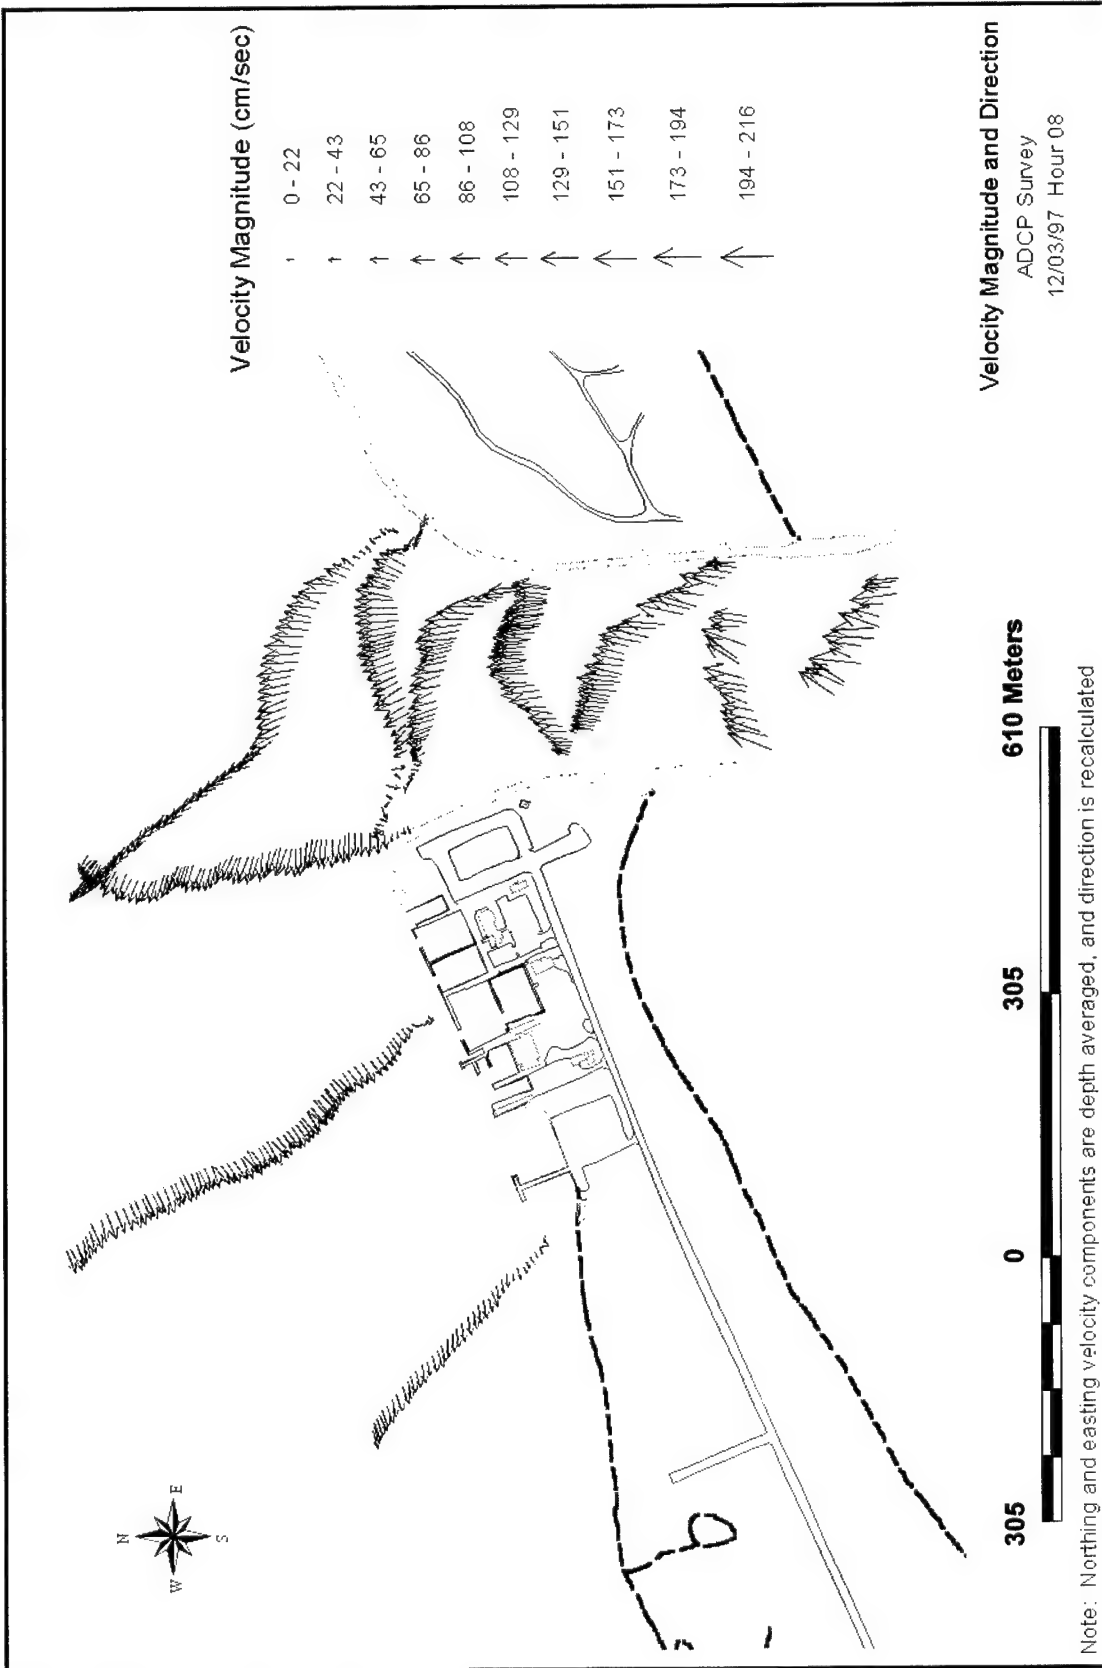 N
W E
S
Velocity Magnitude (cm/sec)
0 - 22
22 - 43
43 - 65
65 - 86
86 - 108
108 - 129
129 - 151
151 - 173
173 - 194
194 - 216
305 0 305 610 Meters
Velocity Magnitude and Direction
ADCP Survey
12/03/97 Hour 08
Note: Northing and easting velocity components are depth averaged, and direction is recalculated